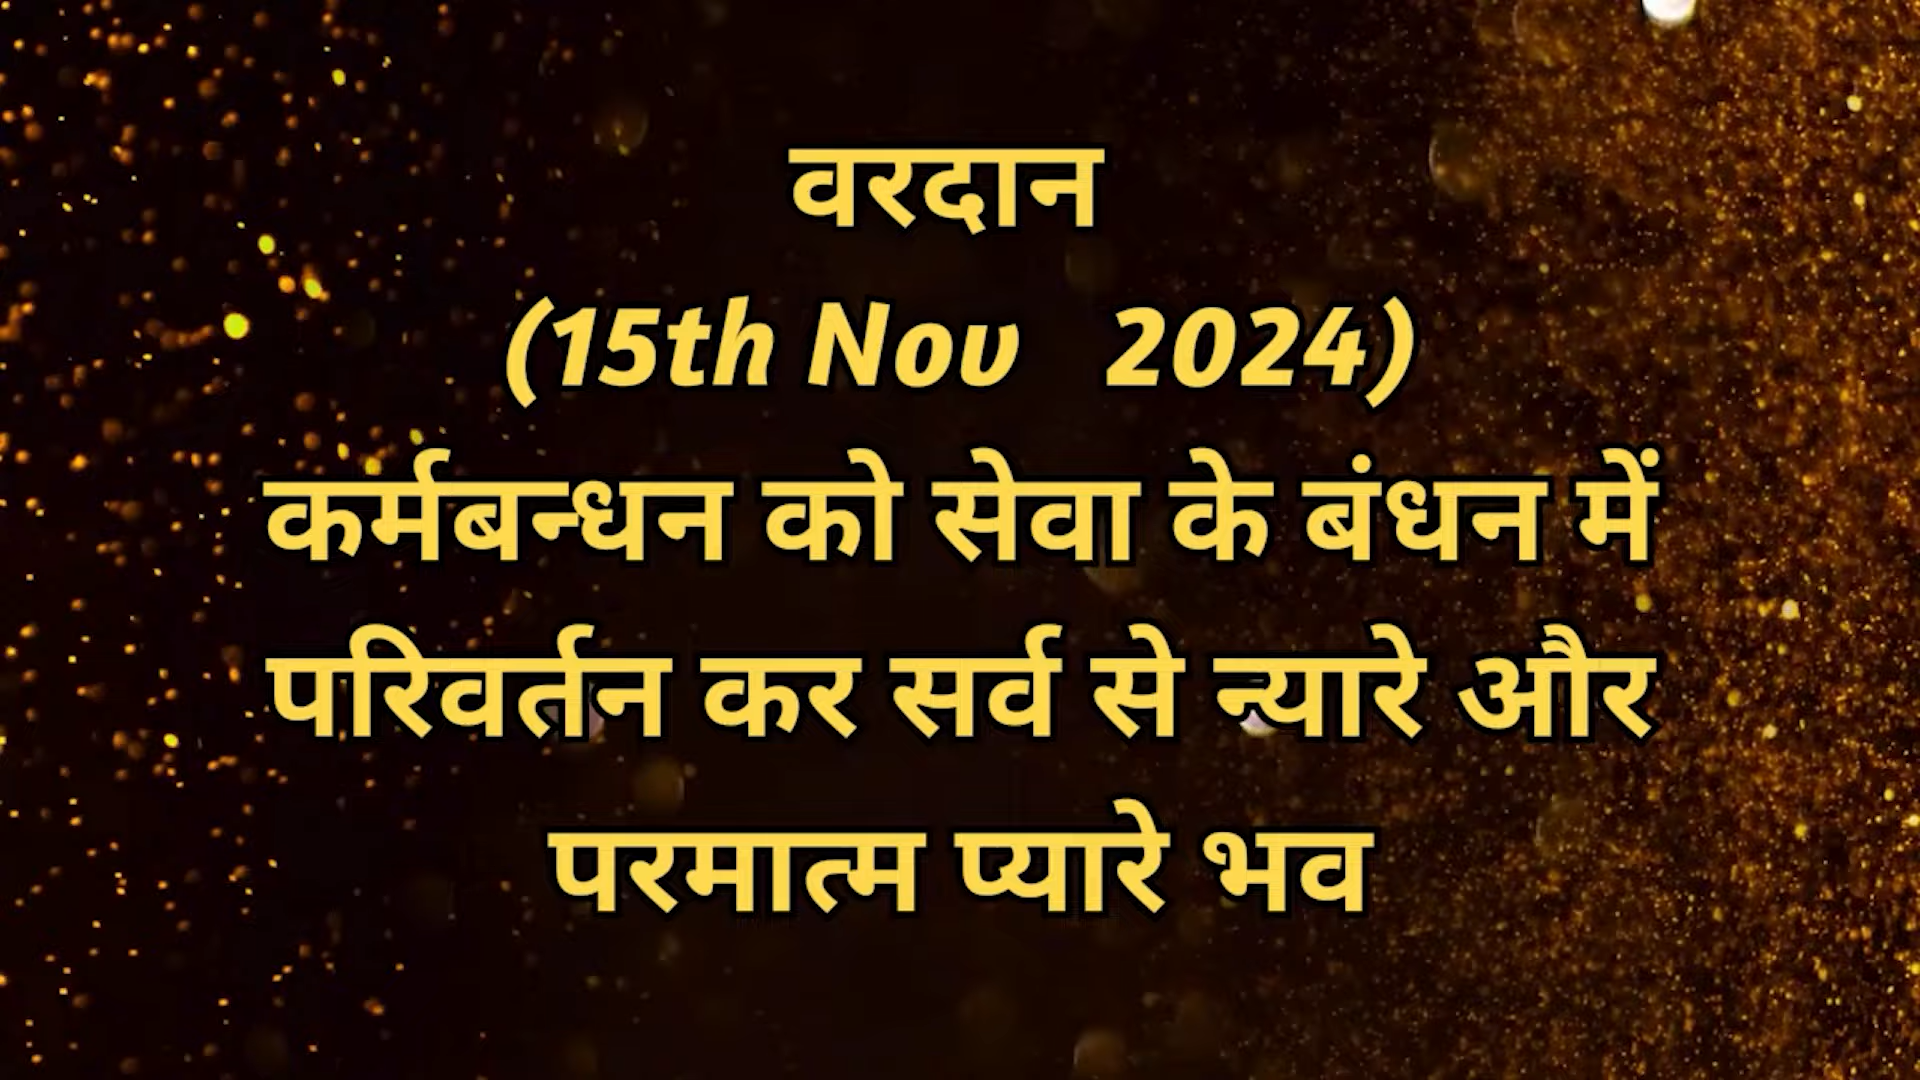 वरदान
(15th Nov 2024)
कर्मबन्धन को सेवा के बंधन में
परिवर्तन कर सर्व से न्यारे और
परमात्म प्यारे भव